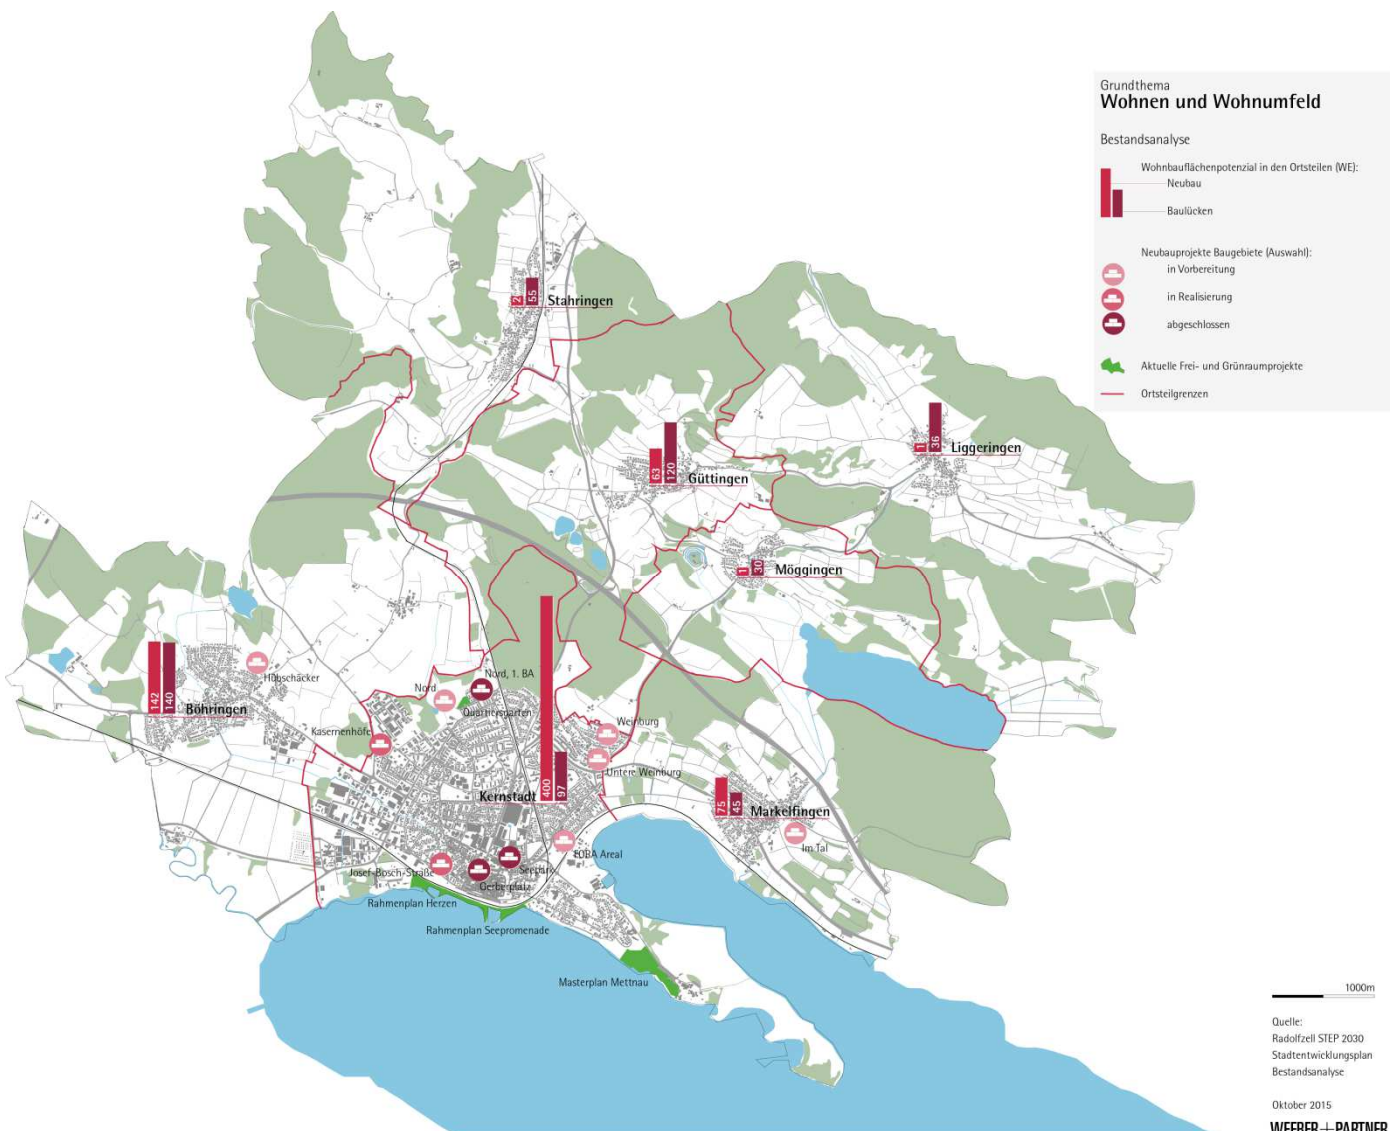 Grundthema
Wohnen und Wohnumfeld
Bestandsanalyse
Wohnbauflächenpotenzial in den Ortsteilen (WE):
Neubau
Baulücken
Neubauprojekte Baugebiete (Auswahl):
in Vorbereitung
in Realisierung
abgeschlossen
Aktuelle Frei- und Grünraumprojekte
Ortsteilgrenzen
2
55
Stahringen
1
36
Liggeringen
63
120
Güttingen
1
30
Möggingen
142
140
Böhringen
Hübschäcker
Nord
Nord, 1. BA
Quartiersgarten
Kasernenhöfe
Weinburg
Untere Weinburg
400
97
Kernstadt
75
45
Markelfingen
Im Tal
Seepark
Josef-Bosch-Straße
Gerberplatz
Rahmenplan Herzen
Rahmenplan Seepromenade
Masterplan Mettnau
1000m
Quelle:
Radolfzell STEP 2030
Stadtentwicklungsplan
Bestandsanalyse
Oktober 2015
WEEBER+PARTNER